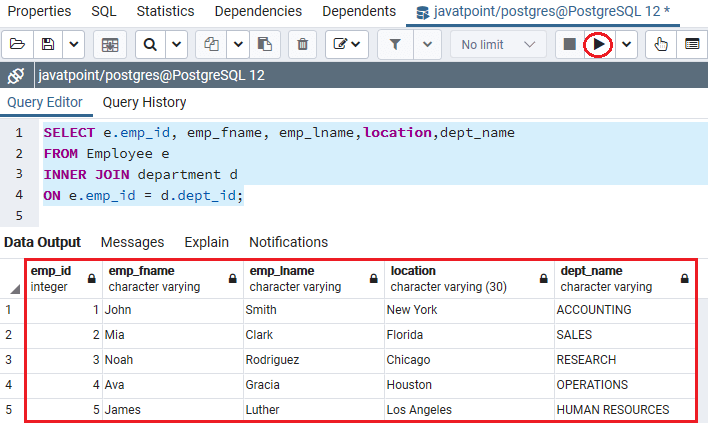 Properties SQL Statistics Dependencies Dependents javatpoint/postgres@PostgreSQL 12 *
No limit
javatpoint/postgres@PostgreSQL 12
Query Editor Query History
1 SELECT e.emp_id, emp_fname, emp_lname,location,dept_name
2 FROM Employee e
3 INNER JOIN department d
4 ON e.emp_id = d.dept_id;
5
Data Output Messages Explain Notifications
emp_id emp_fname emp_lname location dept_name
integer character varying character varying character varying (30) character varying
1 1 John Smith New York ACCOUNTING
2 2 Mia Clark Florida SALES
3 3 Noah Rodriguez Chicago RESEARCH
4 4 Ava Gracia Houston OPERATIONS
5 5 James Luther Los Angeles HUMAN RESOURCES